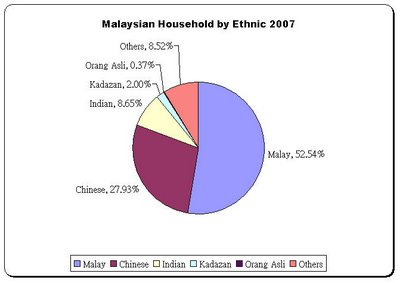 Malaysian Household by Ethnic 2007
Others, 8.52%
Orang Asli, 0.37%
Kadazan, 2.00%
Indian, 8.65%
Malay, 52.54%
Chinese, 27.93%
Malay Chinese Indian Kadazan Orang Asli Others